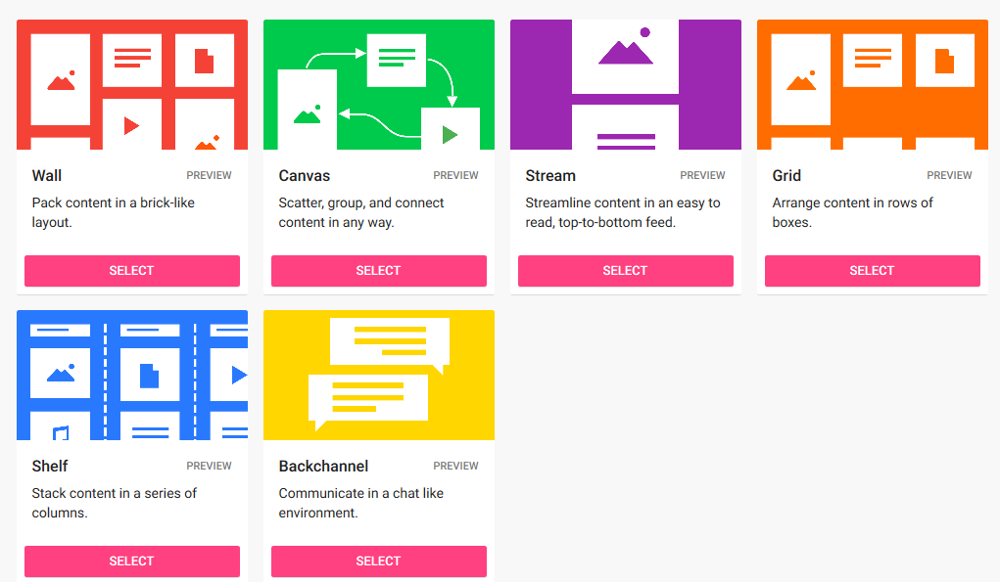 Wall PREVIEW
Pack content in a brick-like
layout.
SELECT
Canvas PREVIEW
Scatter, group, and connect
content in any way.
SELECT
Stream PREVIEW
Streamline content in an easy to
read, top-to-bottom feed.
SELECT
Grid PREVIEW
Arrange content in rows of
boxes.
SELECT
Shelf PREVIEW
Stack content in a series of
columns.
SELECT
Backchannel PREVIEW
Communicate in a chat like
environment.
SELECT